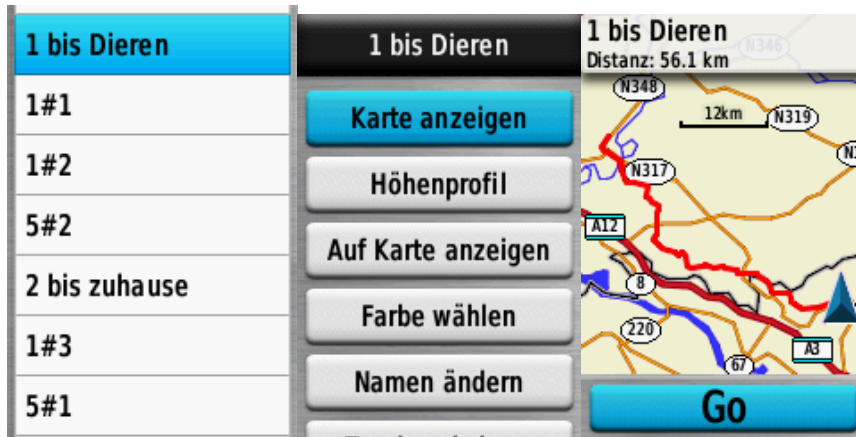 1 bis Dieren
1#1
1#2
5#2
2 bis zuhause
1#3
5#1
1 bis Dieren
Karte anzeigen
Höhenprofil
Auf Karte anzeigen
Farbe wählen
Namen ändern
1 bis Dieren
Distanz: 56.1 km
N346
N348
12km
N319
N317
A12
8
220
A3
67
Go